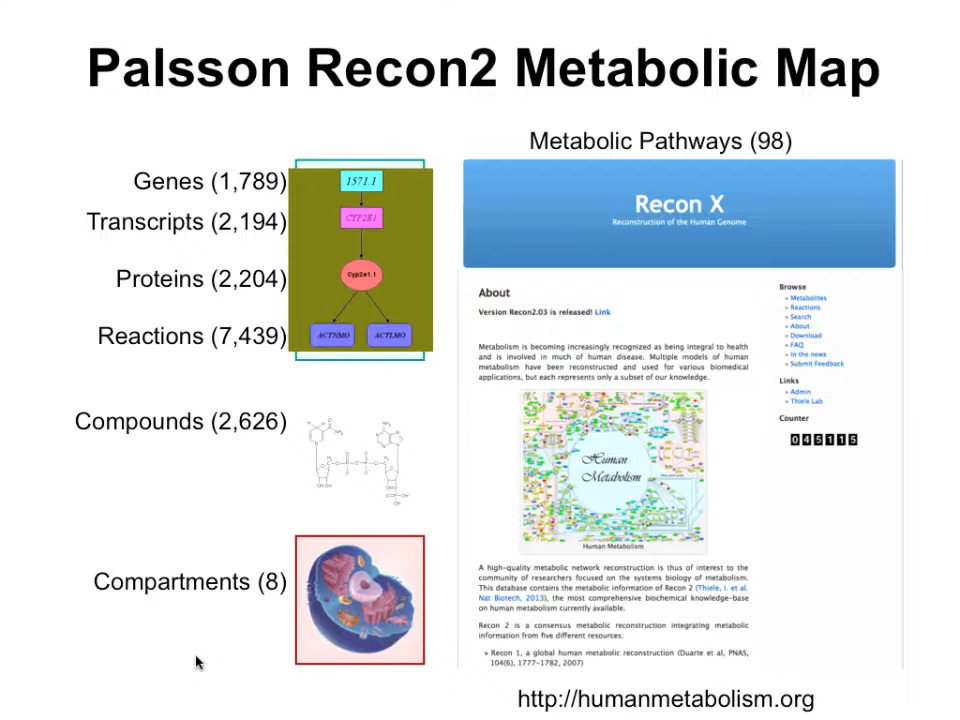 Palsson Recon2 Metabolic Map
Metabolic Pathways (98)
Genes (1,789)
Transcripts (2,194)
Proteins (2,204)
Reactions (7,439)
Compounds (2,626)
Compartments (8)
1571.1
CYP2E1
Cyp2e1.1
ACTNMO
ACTLMO
Recon X
Reconstruction of the Human Genome
About
Version Recon2.03 is released! Link
Metabolism is becoming increasingly recognized as being integral to health
and is involved in much of human disease. Multiple models of human
metabolism have been reconstructed and used for various biomedical
applications, but each represents only a subset of our knowledge.
Human
Metabolism
Human Metabolism
A high-quality metabolic network reconstruction is thus of interest to the
community of researchers focused on the systems biology of metabolism.
This database contains the metabolic information of Recon 2 (Thiele, I. et al.
Nat Biotech, 2013), the most comprehensive biochemical knowledge-base
on human metabolism currently available.
Recon 2 is a consensus metabolic reconstruction integrating metabolic
information from five different resources:
» Recon 1, a global human metabolic reconstruction (Duarte et al, PNAS,
104(6), 1777-1782, 2007)
Browse
» Metabolites
» Reactions
» Search
» About
» Download
» FAQ
» In the news
» Submit Feedback
Links
» Admin
» Thiele Lab
Counter
045115
http://humanmetabolism.org